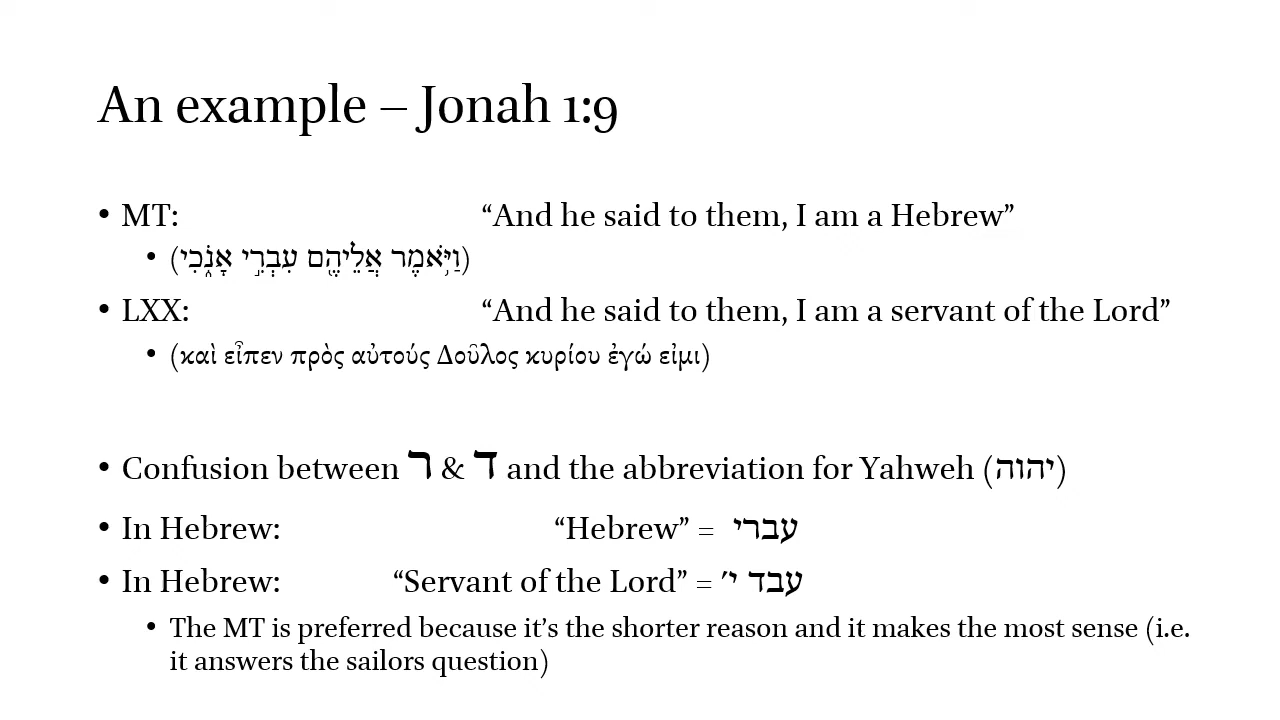 An example – Jonah 1:9
• MT: “And he said to them, I am a Hebrew”
• (וַיֹּ֥אמֶר אֲלֵיהֶ֖ם עִבְרִ֣י אָנֹ֑כִי)
• LXX: “And he said to them, I am a servant of the Lord”
• (καὶ εἶπεν πρὸς αὐτούς Δοῦλος κυρίου ἐγώ εἰμι)
• Confusion between ר & ד and the abbreviation for Yahweh (יהוה)
• In Hebrew: “Hebrew” = עברי
• In Hebrew: “Servant of the Lord” = עבד י׳
• The MT is preferred because it’s the shorter reason and it makes the most sense (i.e.
it answers the sailors question)